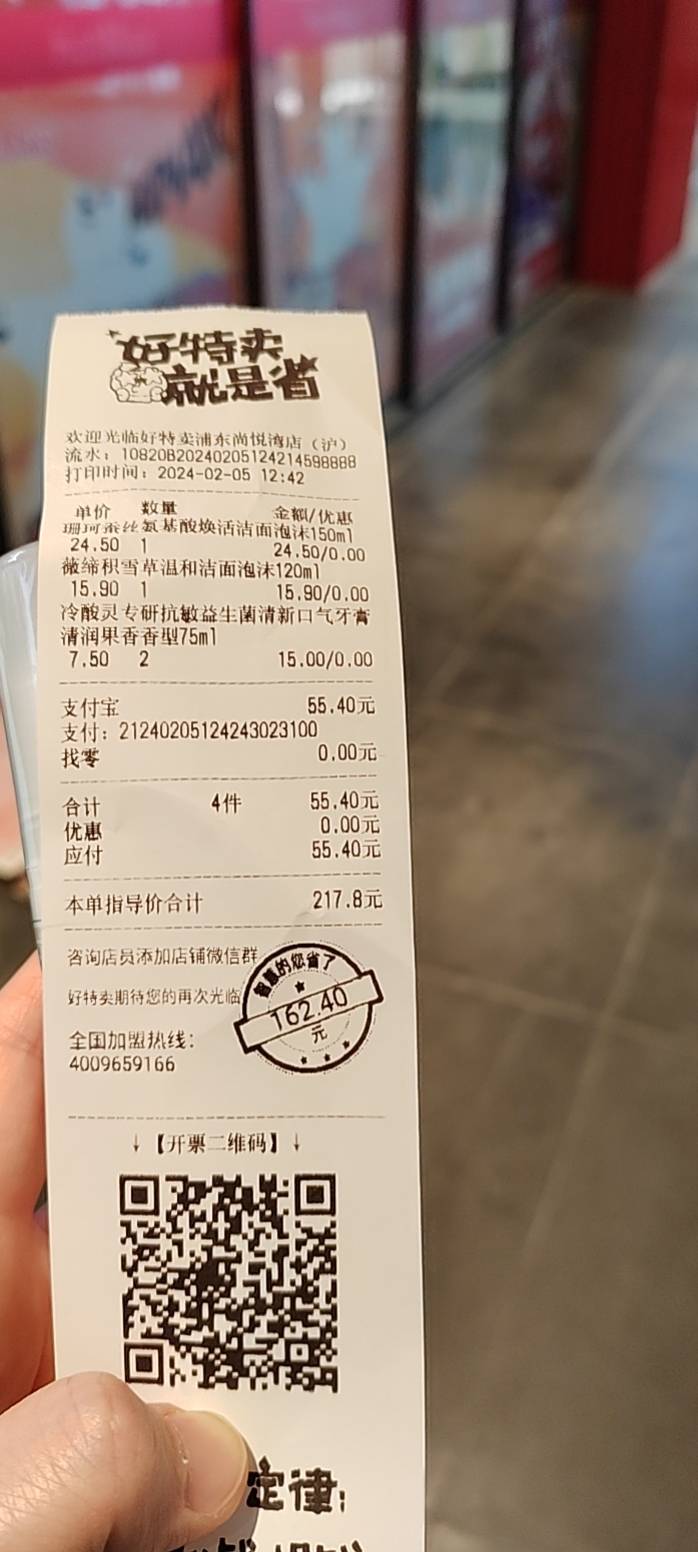 好特卖
就是省
欢迎光临好特卖浦东尚悦湾店（沪）
流水：10820B20240205124214598888
打印时间：2024-02-05 12:42
单价 数量 金额/优惠
珊珂蚕丝氨基酸焕活洁面泡沫150ml
24.50 1 24.50/0.00
薇缔积雪草温和洁面泡沫120ml
15.90 1 15.90/0.00
冷酸灵专研抗敏益生菌清新口气牙膏
清润果香香型75ml
7.50 2 15.00/0.00
支付宝 55.40元
支付：21240205124243023100
找零 0.00元
合计 4件 55.40元
优惠 0.00元
应付 55.40元
本单指导价合计 217.8元
咨询店员添加店铺微信群
好特卖期待您的再次光临
全国加盟热线：
4009659166
智慧的您省了
162.40
元
↓【开票二维码】↓
定律：